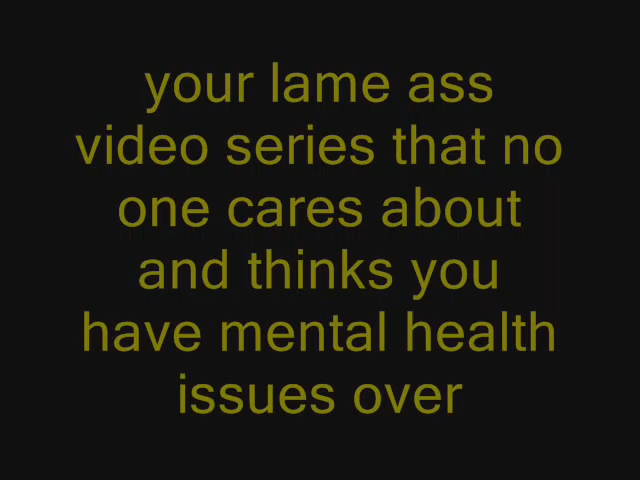 your lame ass
video series that no
one cares about
and thinks you
have mental health
issues over